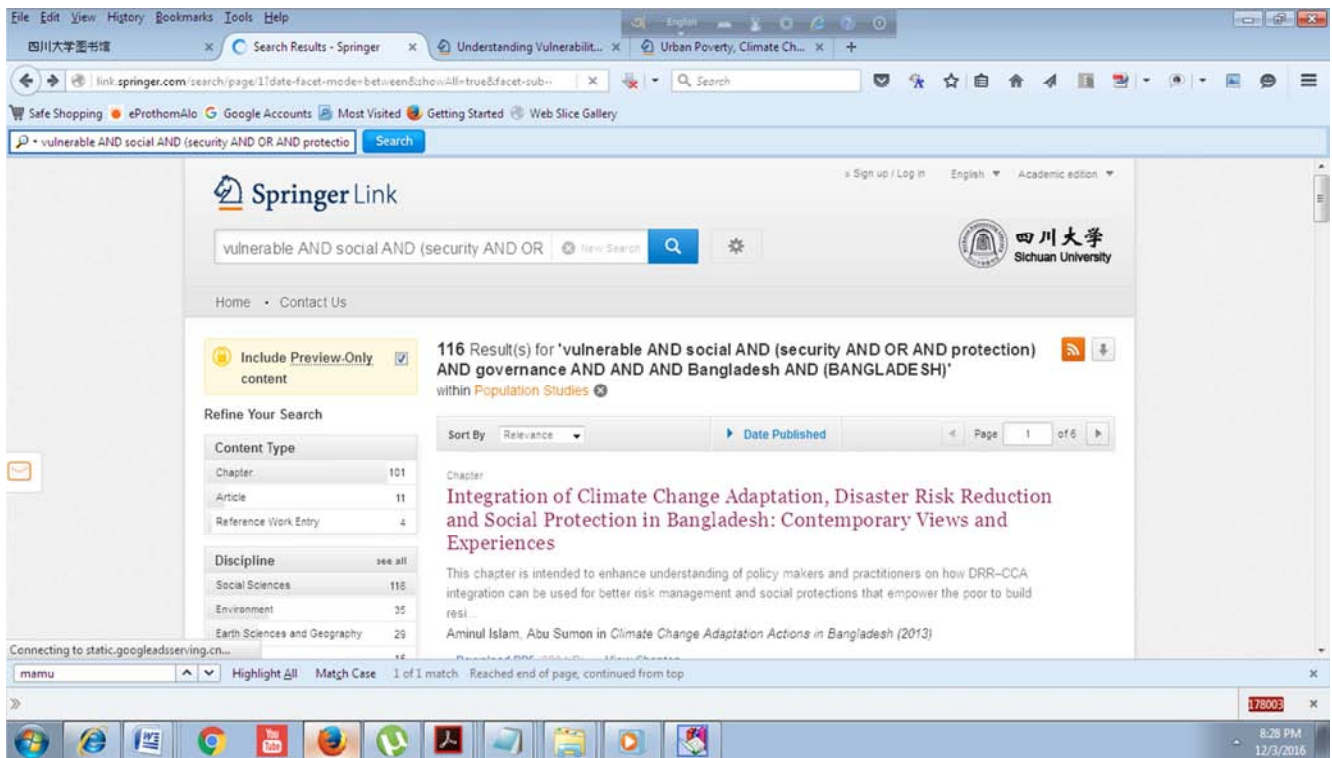 File Edit View History Bookmarks Tools Help
English
四川大学图书馆 × Search Results - Springer × Understanding Vulnerabilit... × Urban Poverty, Climate Ch... × +
link.springer.com/search/page/1?date-facet-mode=between&showAll=true&facet-sub-- × Search
Safe Shopping eProthomAlo Google Accounts Most Visited Getting Started Web Slice Gallery
vulnerable AND social AND (security AND OR AND protectio Search
» Sign up / Log in English Academic edition
Springer Link
vulnerable AND social AND (security AND OR New Search
四川大学
Sichuan University
Home • Contact Us
Include Preview-Only
content
116 Result(s) for 'vulnerable AND social AND (security AND OR AND protection)
AND governance AND AND AND Bangladesh AND (BANGLADESH)'
within Population Studies
Refine Your Search
Sort By Relevance Date Published Page 1 of 6
Content Type
Chapter 101
Article 11
Reference Work Entry 4
Discipline see all
Social Sciences 116
Environment 35
Earth Sciences and Geography 29
Chapter
Integration of Climate Change Adaptation, Disaster Risk Reduction
and Social Protection in Bangladesh: Contemporary Views and
Experiences
This chapter is intended to enhance understanding of policy makers and practitioners on how DRR–CCA
integration can be used for better risk management and social protections that empower the poor to build
resi...
Aminul Islam, Abu Sumon in Climate Change Adaptation Actions in Bangladesh (2013)
Connecting to static.googleadsserving.cn...
mamu Highlight All Match Case 1 of 1 match Reached end of page, continued from top ×
» 178003 ×
You
Tube
8:28 PM
12/3/2016